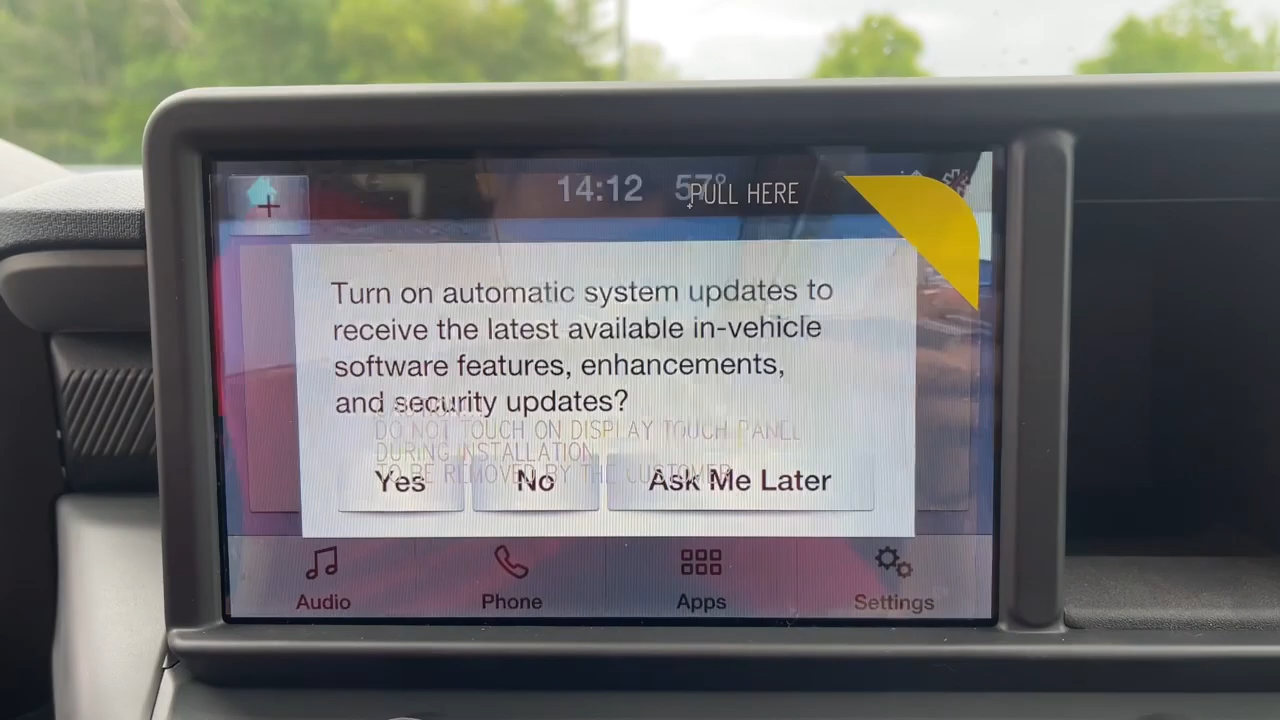 14:12 57°
PULL HERE
Turn on automatic system updates to
receive the latest available in-vehicle
software features, enhancements,
and security updates?
DO NOT TOUCH ON DISPLAY TOUCH PANEL
DURING INSTALLATION
TO BE REMOVED BY THE CUSTOMER
Yes No Ask Me Later
Audio Phone Apps Settings